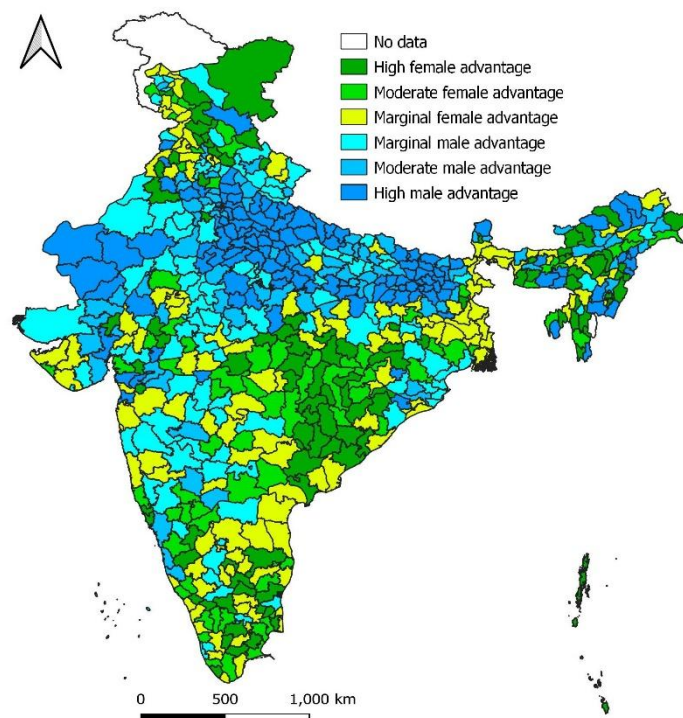 No data
High female advantage
Moderate female advantage
Marginal female advantage
Marginal male advantage
Moderate male advantage
High male advantage
0 500 1,000 km